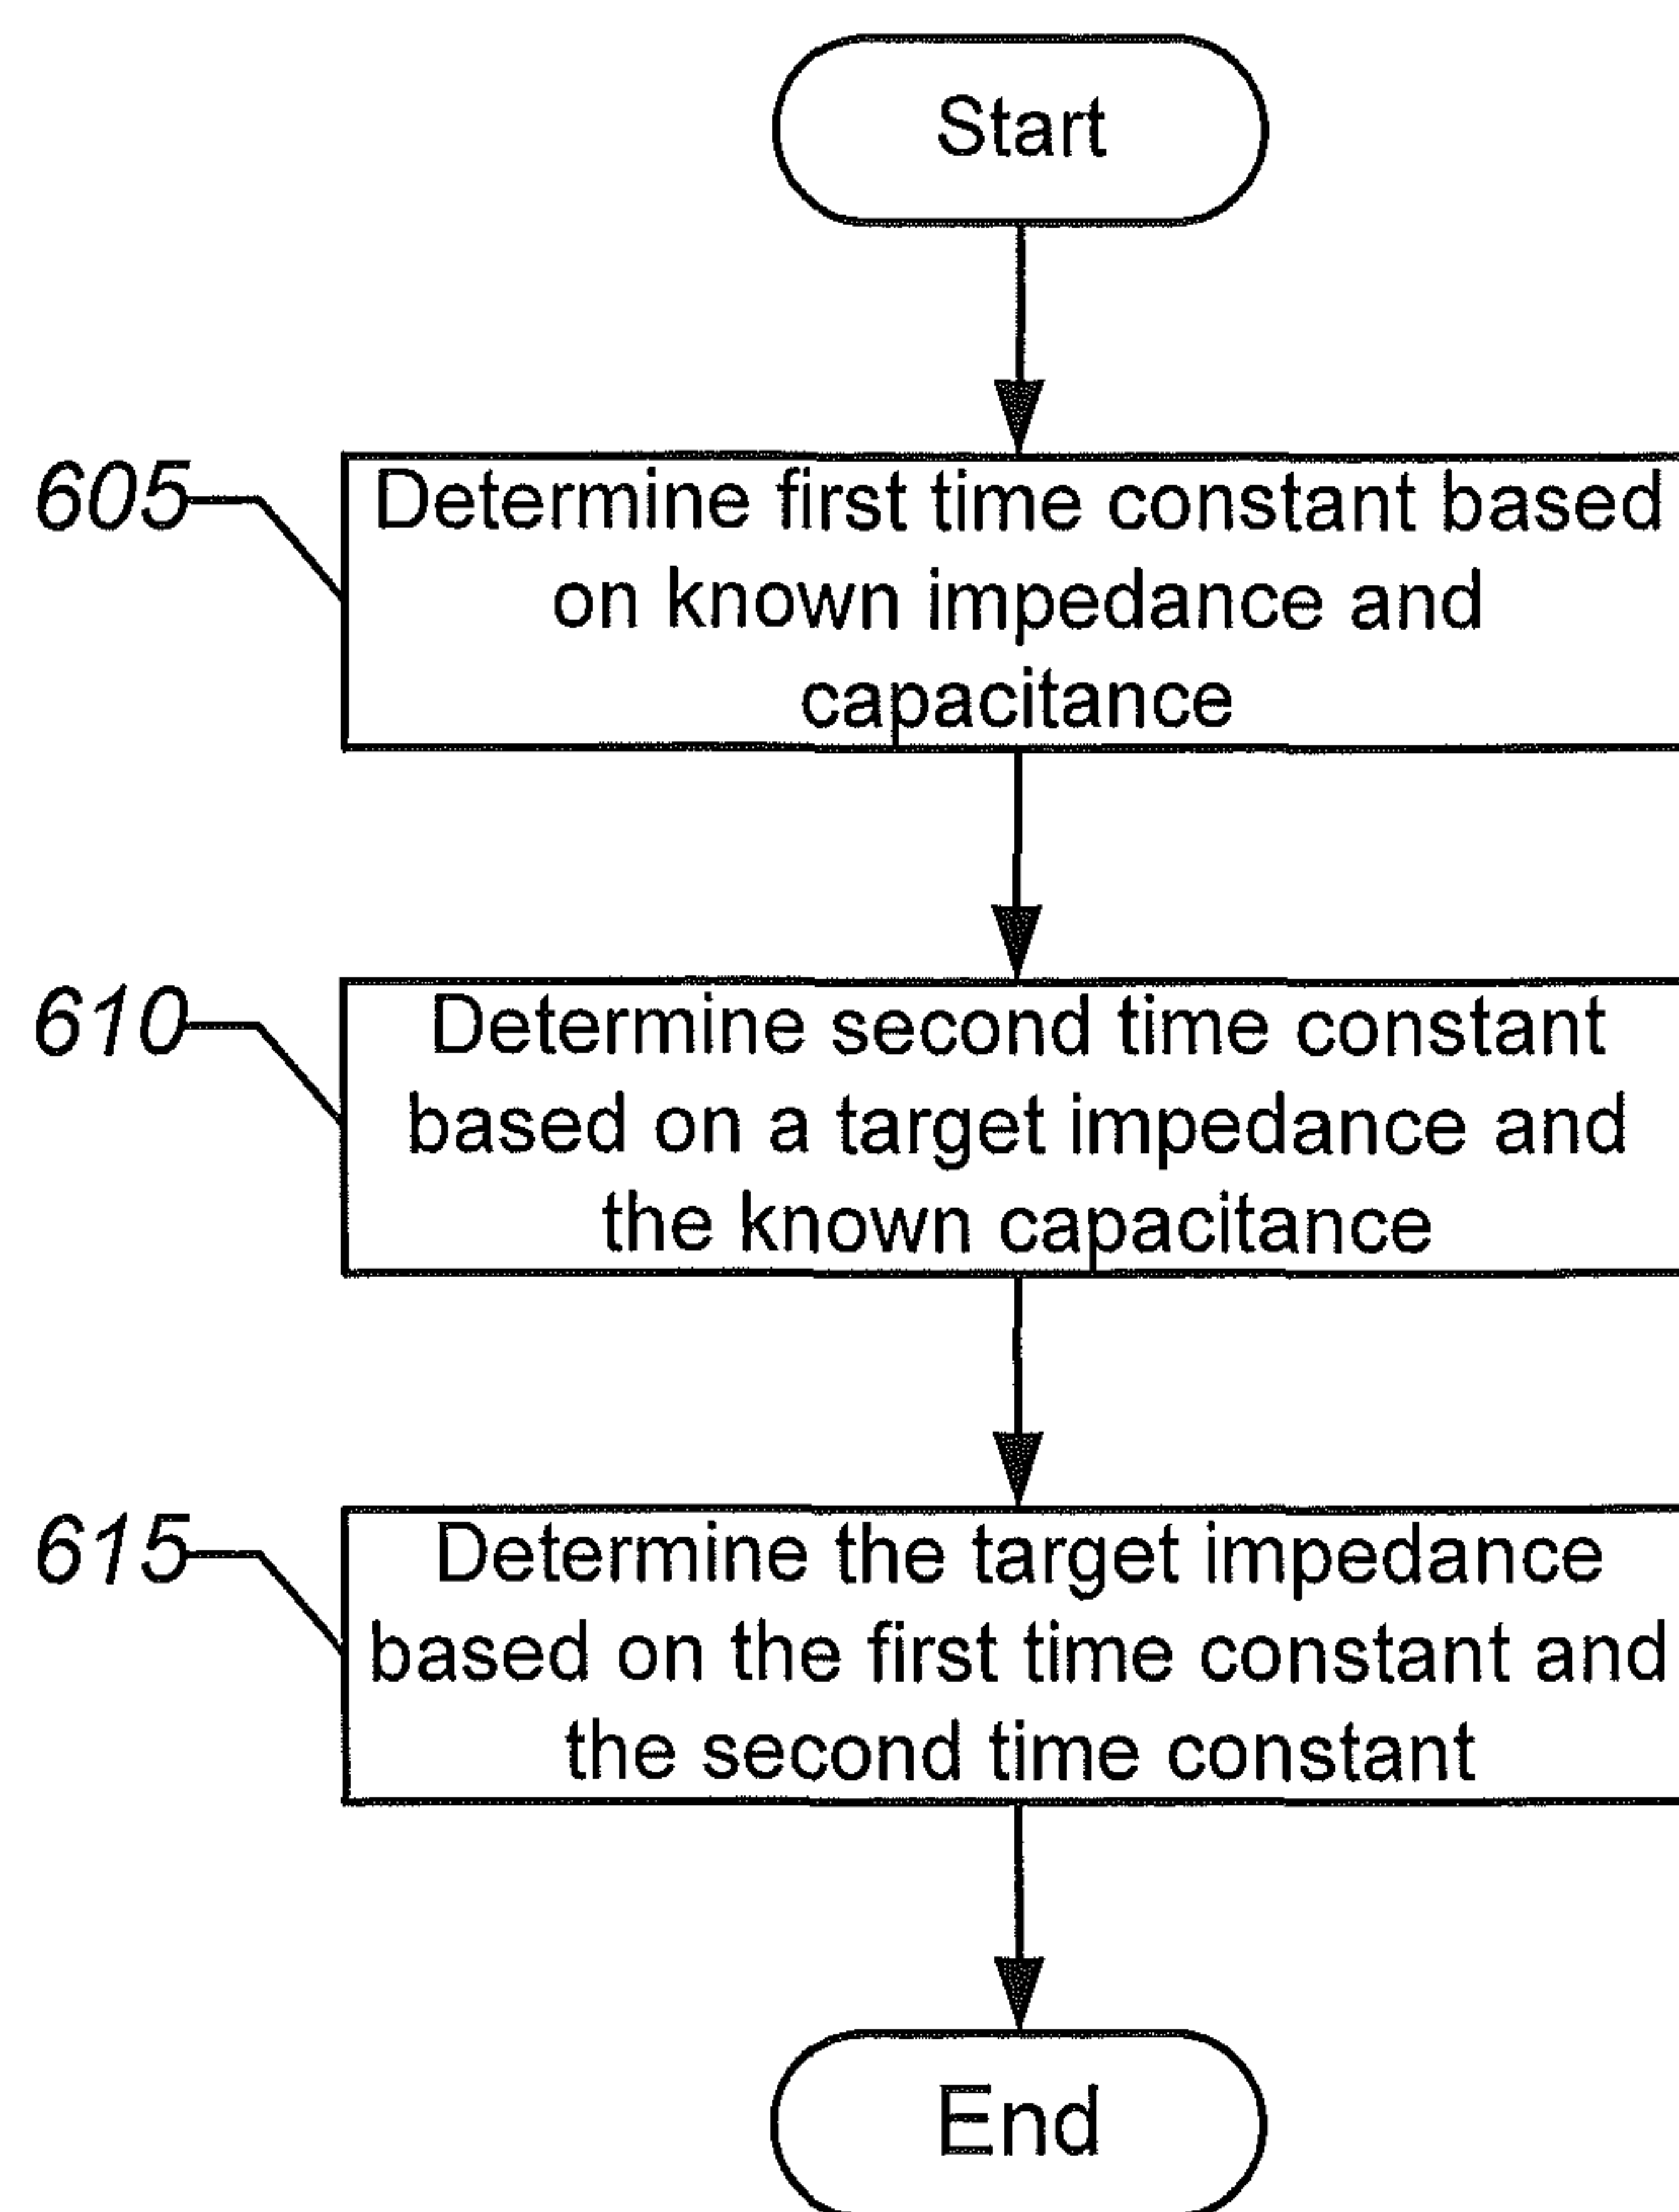 Start
605
Determine first time constant based
on known impedance and
capacitance
610
Determine second time constant
based on a target impedance and
the known capacitance
615
Determine the target impedance
based on the first time constant and
the second time constant
End